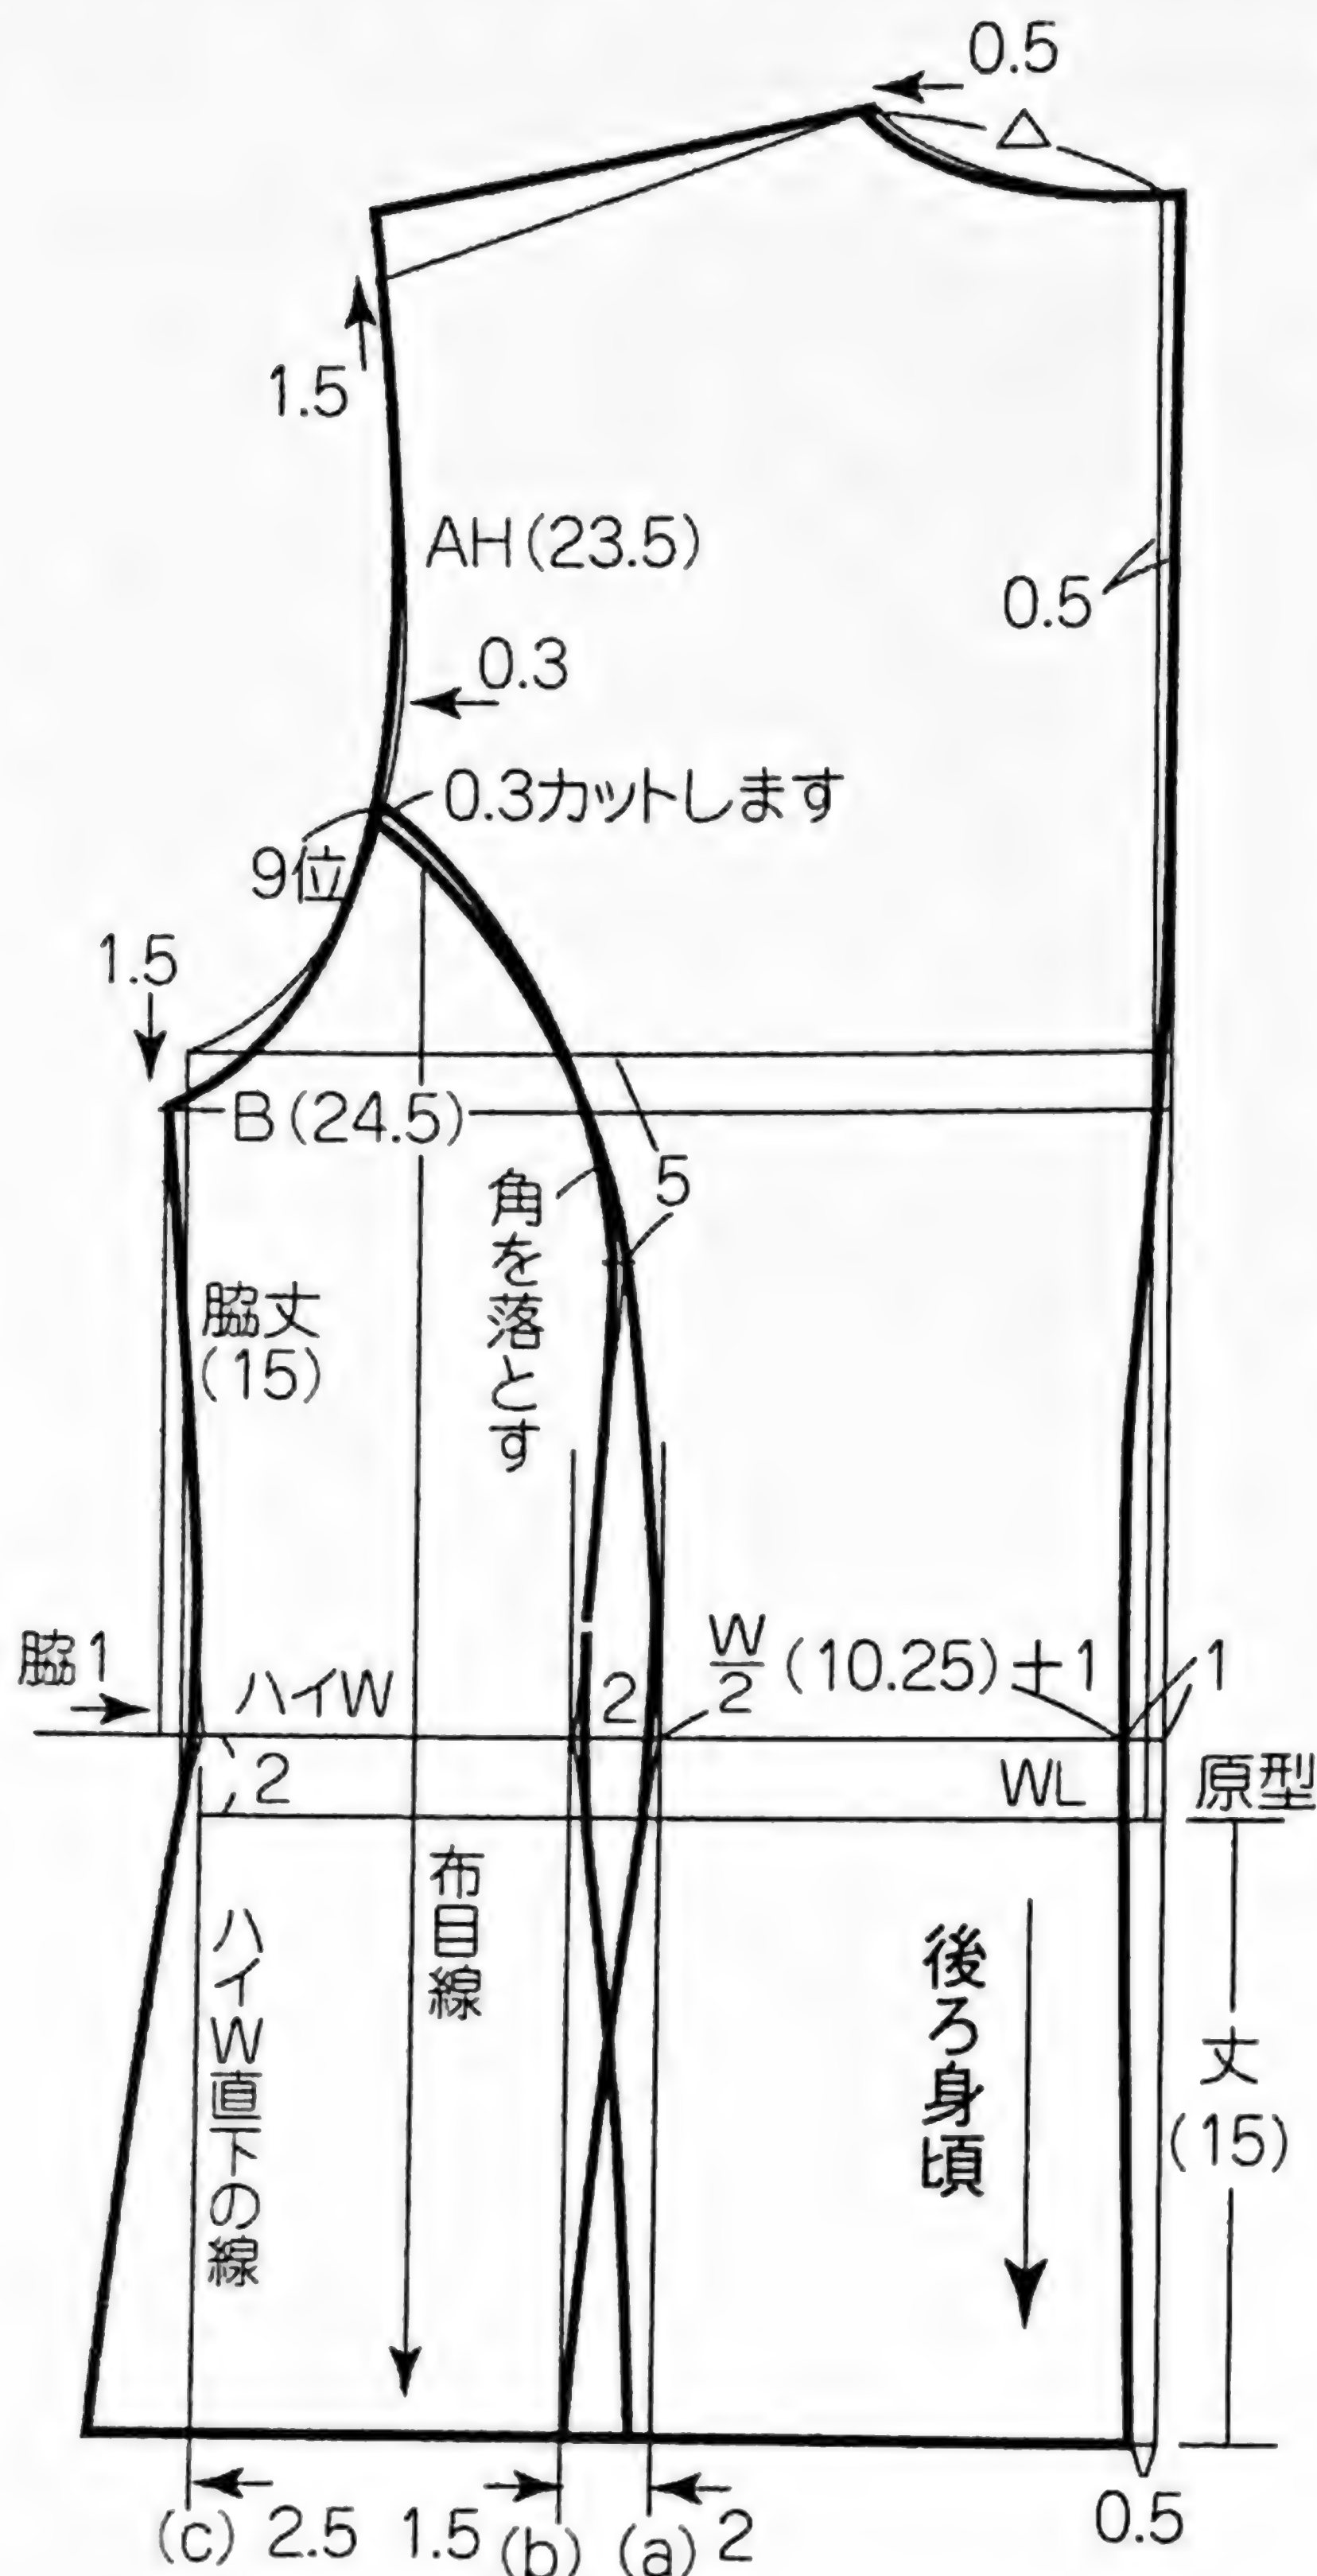 0.5
△
1.5
AH(23.5)
0.5
0.3
0.3カットします
9位
1.5
B(24.5)
5
角を落とす
脇丈
(15)
脇1
ハイW
2
W/2(10.25)±1
1
2
WL
原型
布目線
ハイW直下の線
後ろ身頃
丈
(15)
(c) 2.5 1.5 (b) (a) 2
0.5